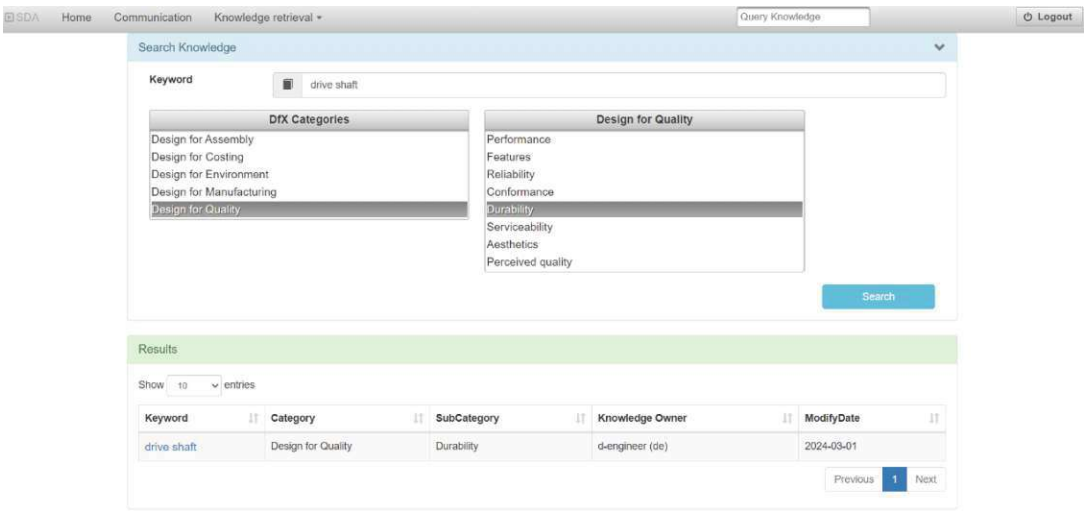 SDA Home Communication Knowledge retrieval Query Knowledge Logout
Search Knowledge
Keyword drive shaft
DfX Categories Design for Quality
Design for Assembly Performance
Design for Costing Features
Design for Environment Reliability
Design for Manufacturing Conformance
Design for Quality Durability
Serviceability
Aesthetics
Perceived quality
Search
Results
Show 10 entries
Keyword Category SubCategory Knowledge Owner ModifyDate
drive shaft Design for Quality Durability d-engineer (de) 2024-03-01
Previous 1 Next